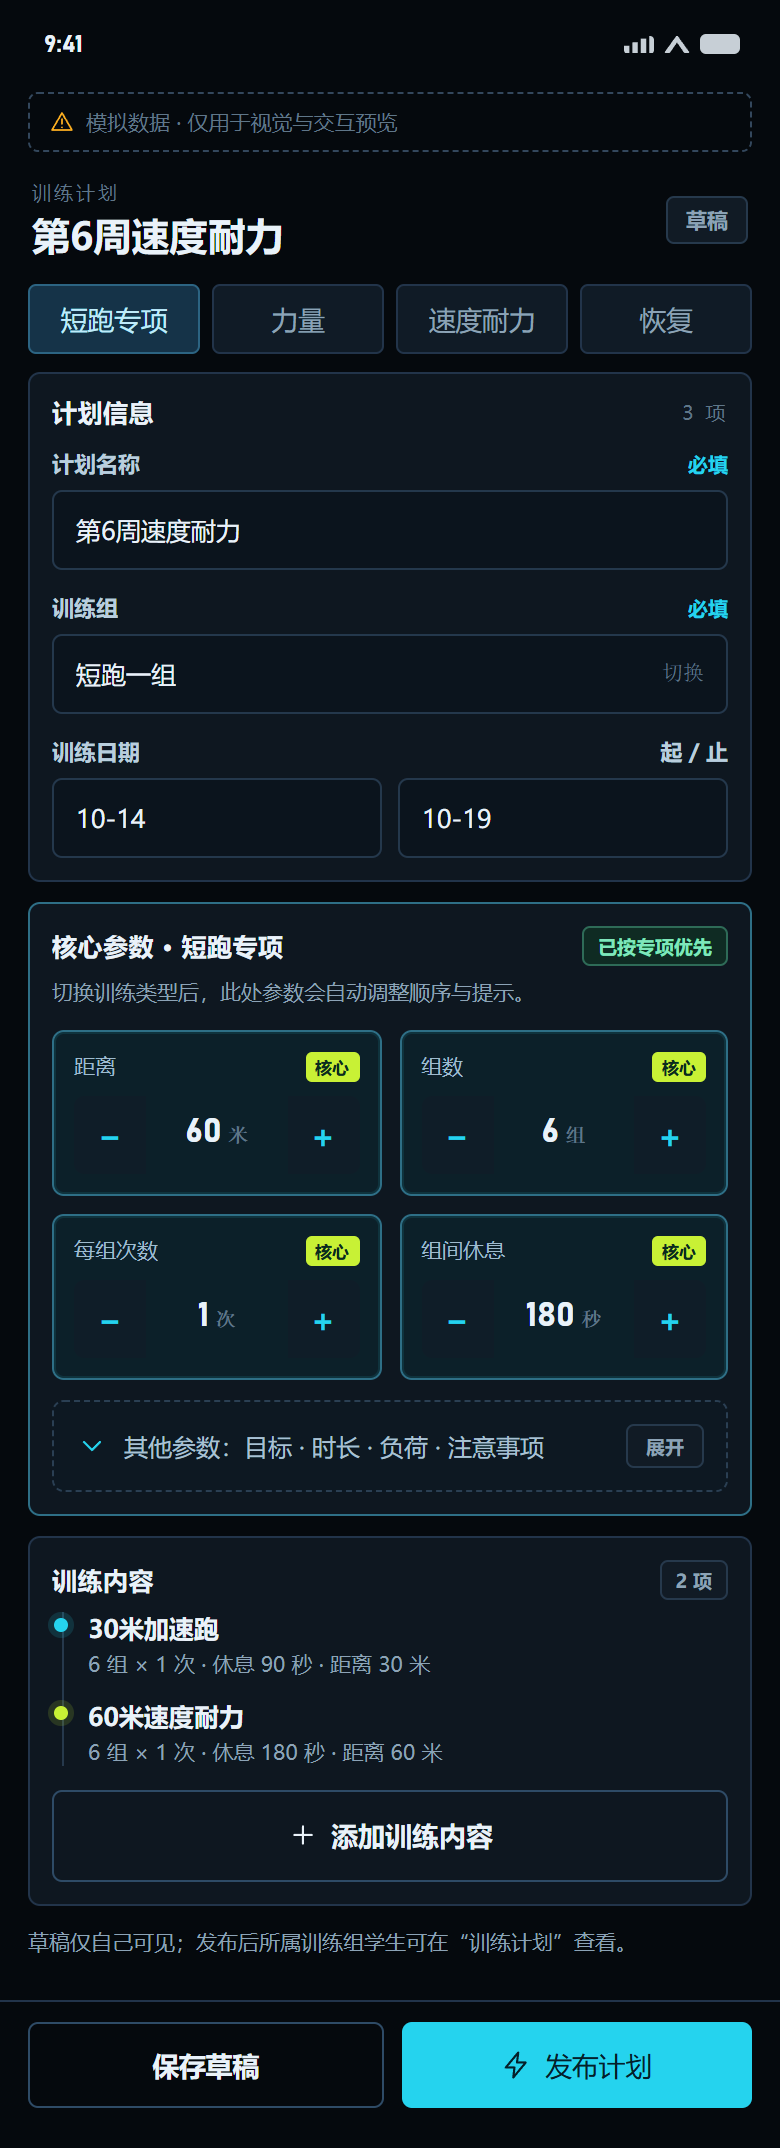 9:41
模拟数据 · 仅用于视觉与交互预览
训练计划
第6周速度耐力
草稿
短跑专项 力量 速度耐力 恢复
计划信息 3 项
计划名称 必填
第6周速度耐力
训练组 必填
短跑一组 切换
训练日期 起 / 止
10-14 10-19
核心参数 · 短跑专项 已按专项优先
切换训练类型后，此处参数会自动调整顺序与提示。
距离 核心
− 60 米 +
组数 核心
− 6 组 +
每组次数 核心
− 1 次 +
组间休息 核心
− 180 秒 +
其他参数：目标 · 时长 · 负荷 · 注意事项 展开
训练内容 2 项
30米加速跑
6 组 × 1 次 · 休息 90 秒 · 距离 30 米
60米速度耐力
6 组 × 1 次 · 休息 180 秒 · 距离 60 米
+ 添加训练内容
草稿仅自己可见；发布后所属训练组学生可在“训练计划”查看。
保存草稿 发布计划